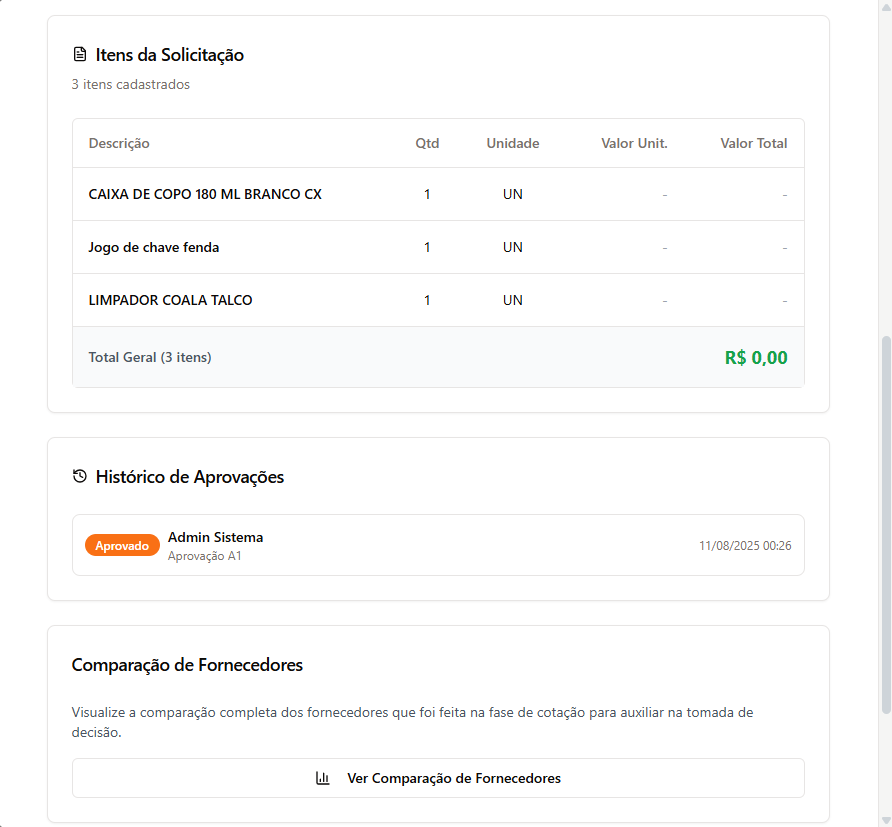 Itens da Solicitação
3 itens cadastrados
Descrição Qtd Unidade Valor Unit. Valor Total
CAIXA DE COPO 180 ML BRANCO CX 1 UN - -
Jogo de chave fenda 1 UN - -
LIMPADOR COALA TALCO 1 UN - -
Total Geral (3 itens) R$ 0,00
Histórico de Aprovações
Aprovado Admin Sistema 11/08/2025 00:26
Aprovação A1
Comparação de Fornecedores
Visualize a comparação completa dos fornecedores que foi feita na fase de cotação para auxiliar na tomada de
decisão.
Ver Comparação de Fornecedores